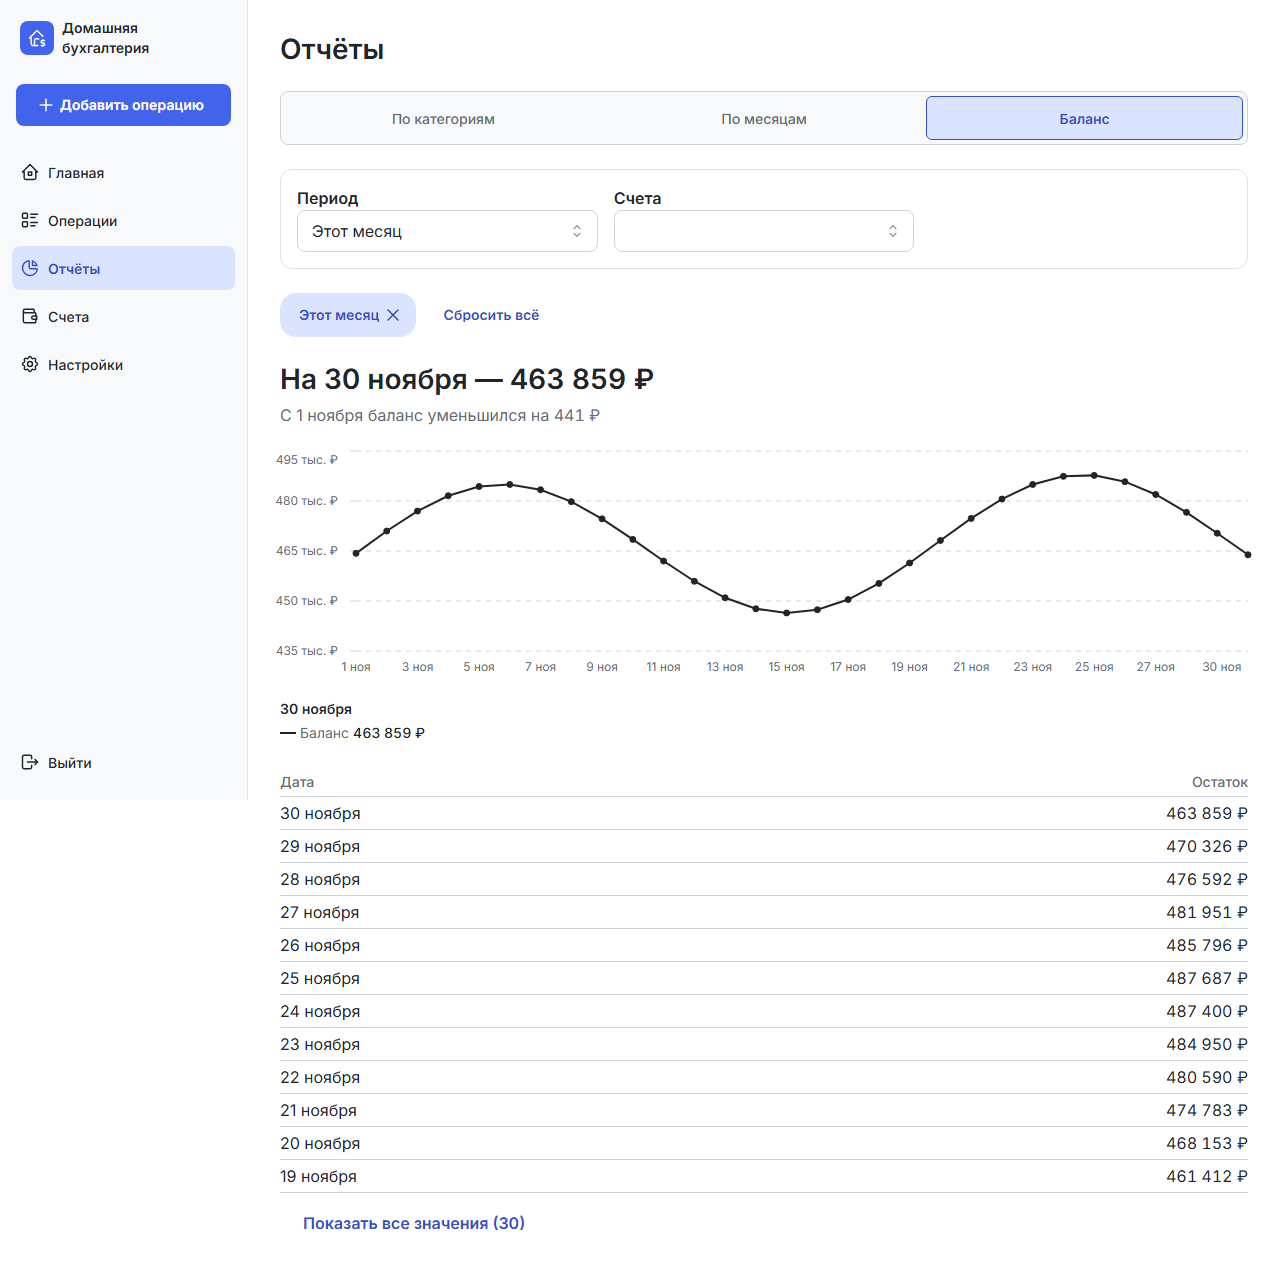 Домашняя
бухгалтерия
Добавить операцию
Главная
Операции
Отчёты
Счета
Настройки
Выйти
Отчёты
По категориям
По месяцам
Баланс
Период
Счета
Этот месяц
Этот месяц
Сбросить всё
На 30 ноября — 463 859 ₽
С 1 ноября баланс уменьшился на 441 ₽
495 тыс. ₽
480 тыс. ₽
465 тыс. ₽
450 тыс. ₽
435 тыс. ₽
1 ноя 3 ноя 5 ноя 7 ноя 9 ноя 11 ноя 13 ноя 15 ноя 17 ноя 19 ноя 21 ноя 23 ноя 25 ноя 27 ноя 30 ноя
30 ноября
Баланс 463 859 ₽
Дата Остаток
30 ноября 463 859 ₽
29 ноября 470 326 ₽
28 ноября 476 592 ₽
27 ноября 481 951 ₽
26 ноября 485 796 ₽
25 ноября 487 687 ₽
24 ноября 487 400 ₽
23 ноября 484 950 ₽
22 ноября 480 590 ₽
21 ноября 474 783 ₽
20 ноября 468 153 ₽
19 ноября 461 412 ₽
Показать все значения (30)